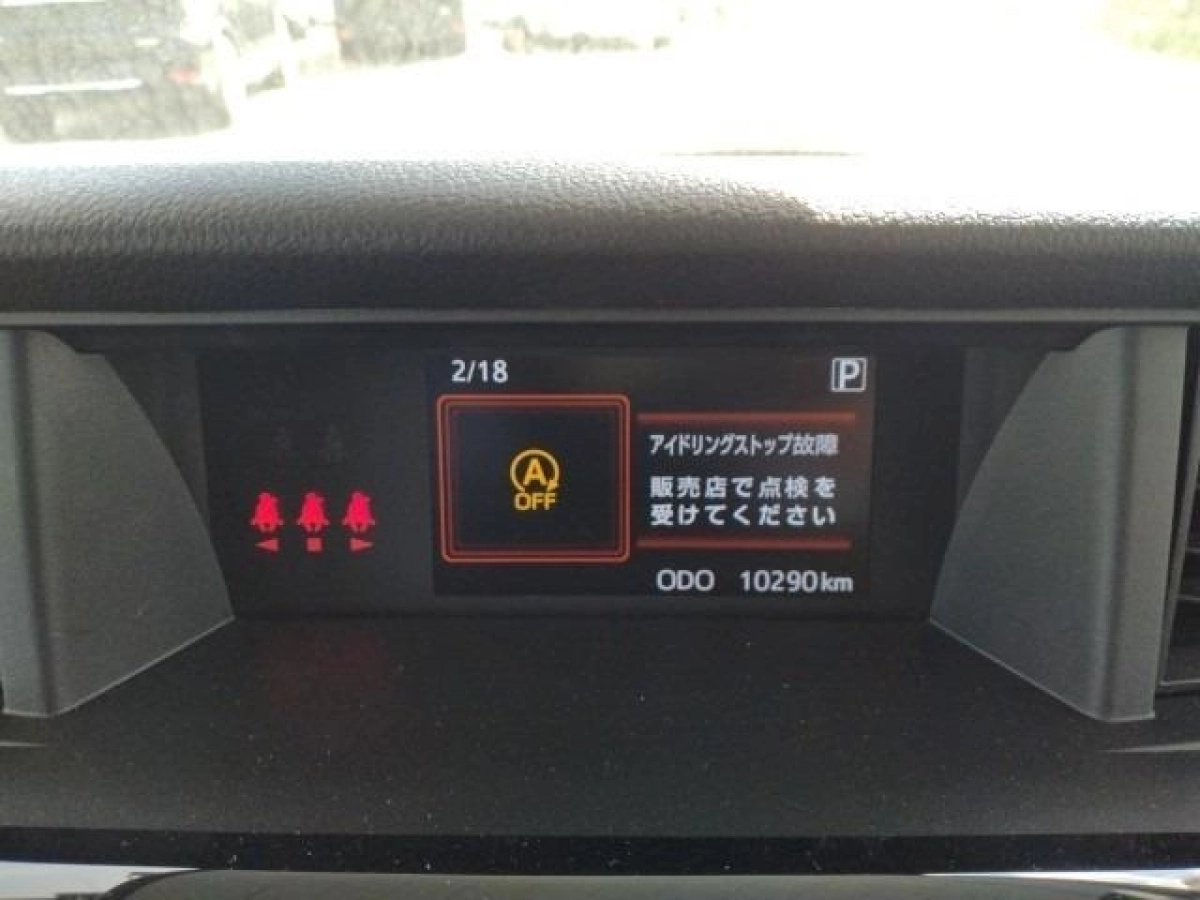 2/18
P
アイドリングストップ故障
A
OFF
販売店で点検を
受けてください
ODO 10290km